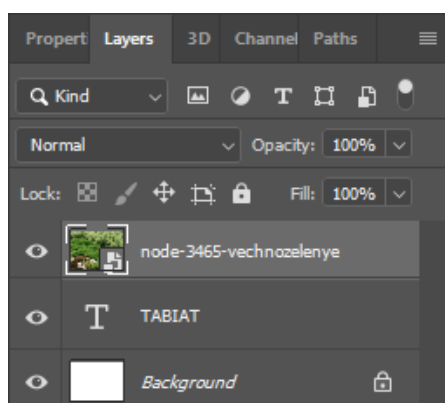 Propert Layers 3D Channel Paths
Kind T
Normal Opacity: 100%
Lock: Fill: 100%
node-3465-vechnozelenye
T TABIAT
Background